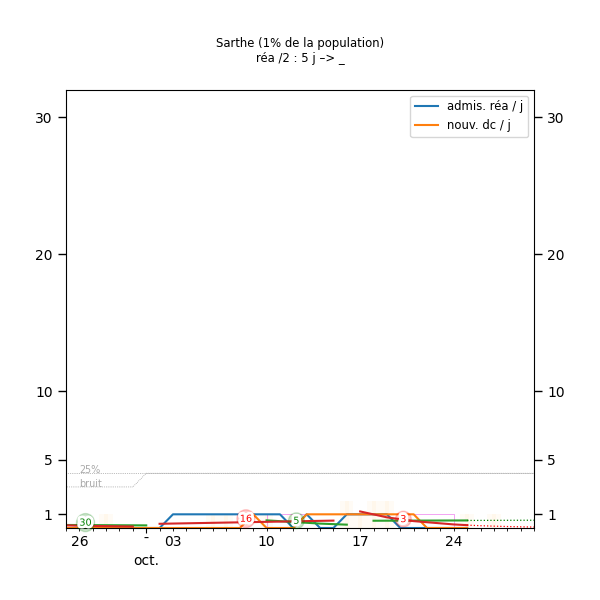 Sarthe (1% de la population)
réa /2 : 5 j –> _
admis. réa / j
nouv. dc / j
30 30
20 20
10 10
5 5
25%
bruit
1 1
30 16 5 3
26 - 03 10 17 24
oct.